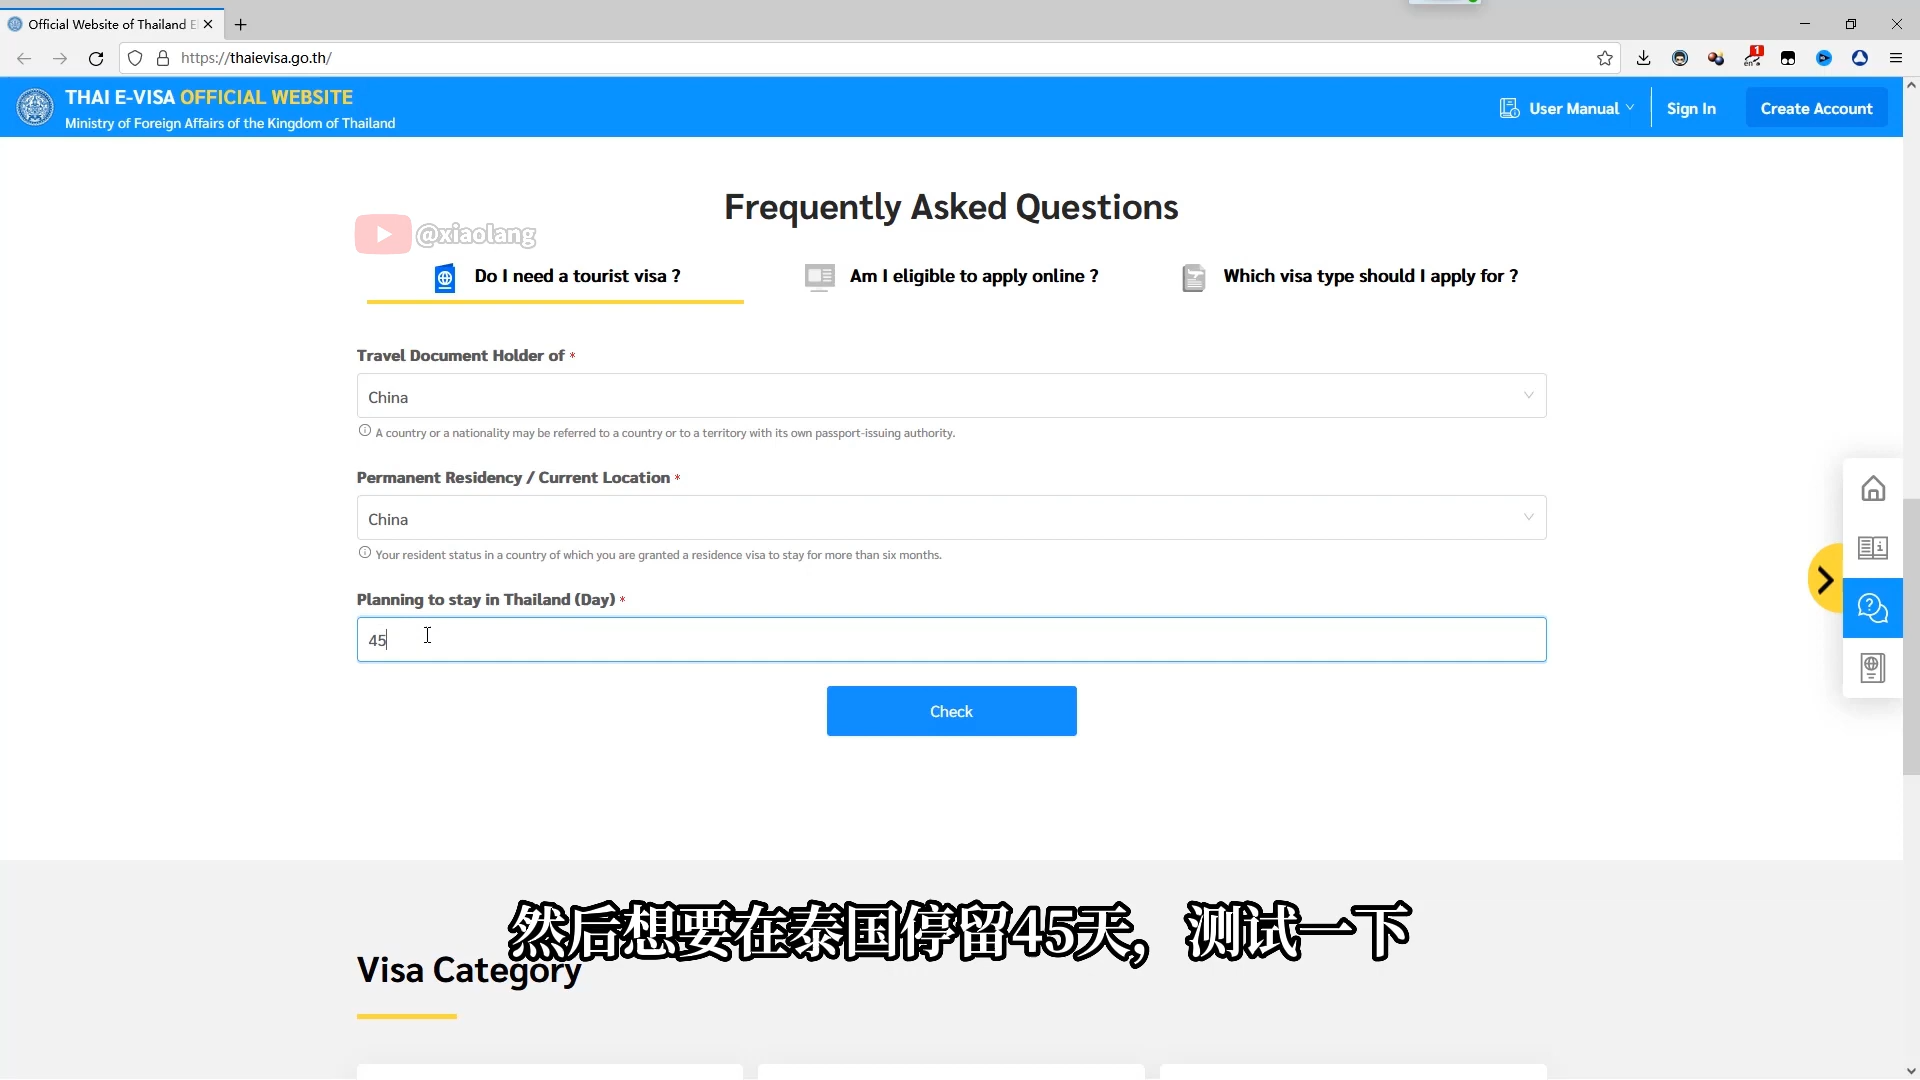 Official Website of Thailand E
https://thaievisa.go.th/
1
en
THAI E-VISA OFFICIAL WEBSITE
Ministry of Foreign Affairs of the Kingdom of Thailand
User Manual
Sign In
Create Account
Frequently Asked Questions
@xiaolang
Do I need a tourist visa ?
Am I eligible to apply online ?
Which visa type should I apply for ?
Travel Document Holder of *
China
A country or a nationality may be referred to a country or to a territory with its own passport-issuing authority.
Permanent Residency / Current Location *
China
Your resident status in a country of which you are granted a residence visa to stay for more than six months.
Planning to stay in Thailand (Day) *
45
Check
然后想要在泰国停留45天，测试一下
Visa Category